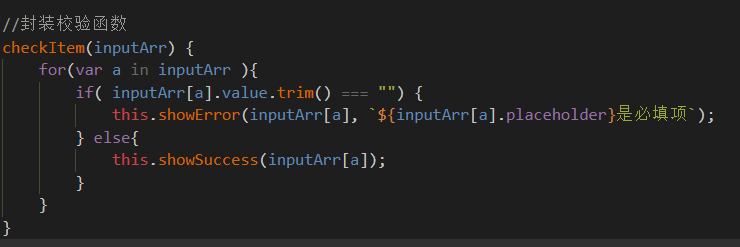 //封装校验函数
checkItem(inputArr) {
    for(var a in inputArr ){
        if( inputArr[a].value.trim() === "") {
            this.showError(inputArr[a], `${inputArr[a].placeholder}是必填项`);
        } else{
            this.showSuccess(inputArr[a]);
        }
    }
}